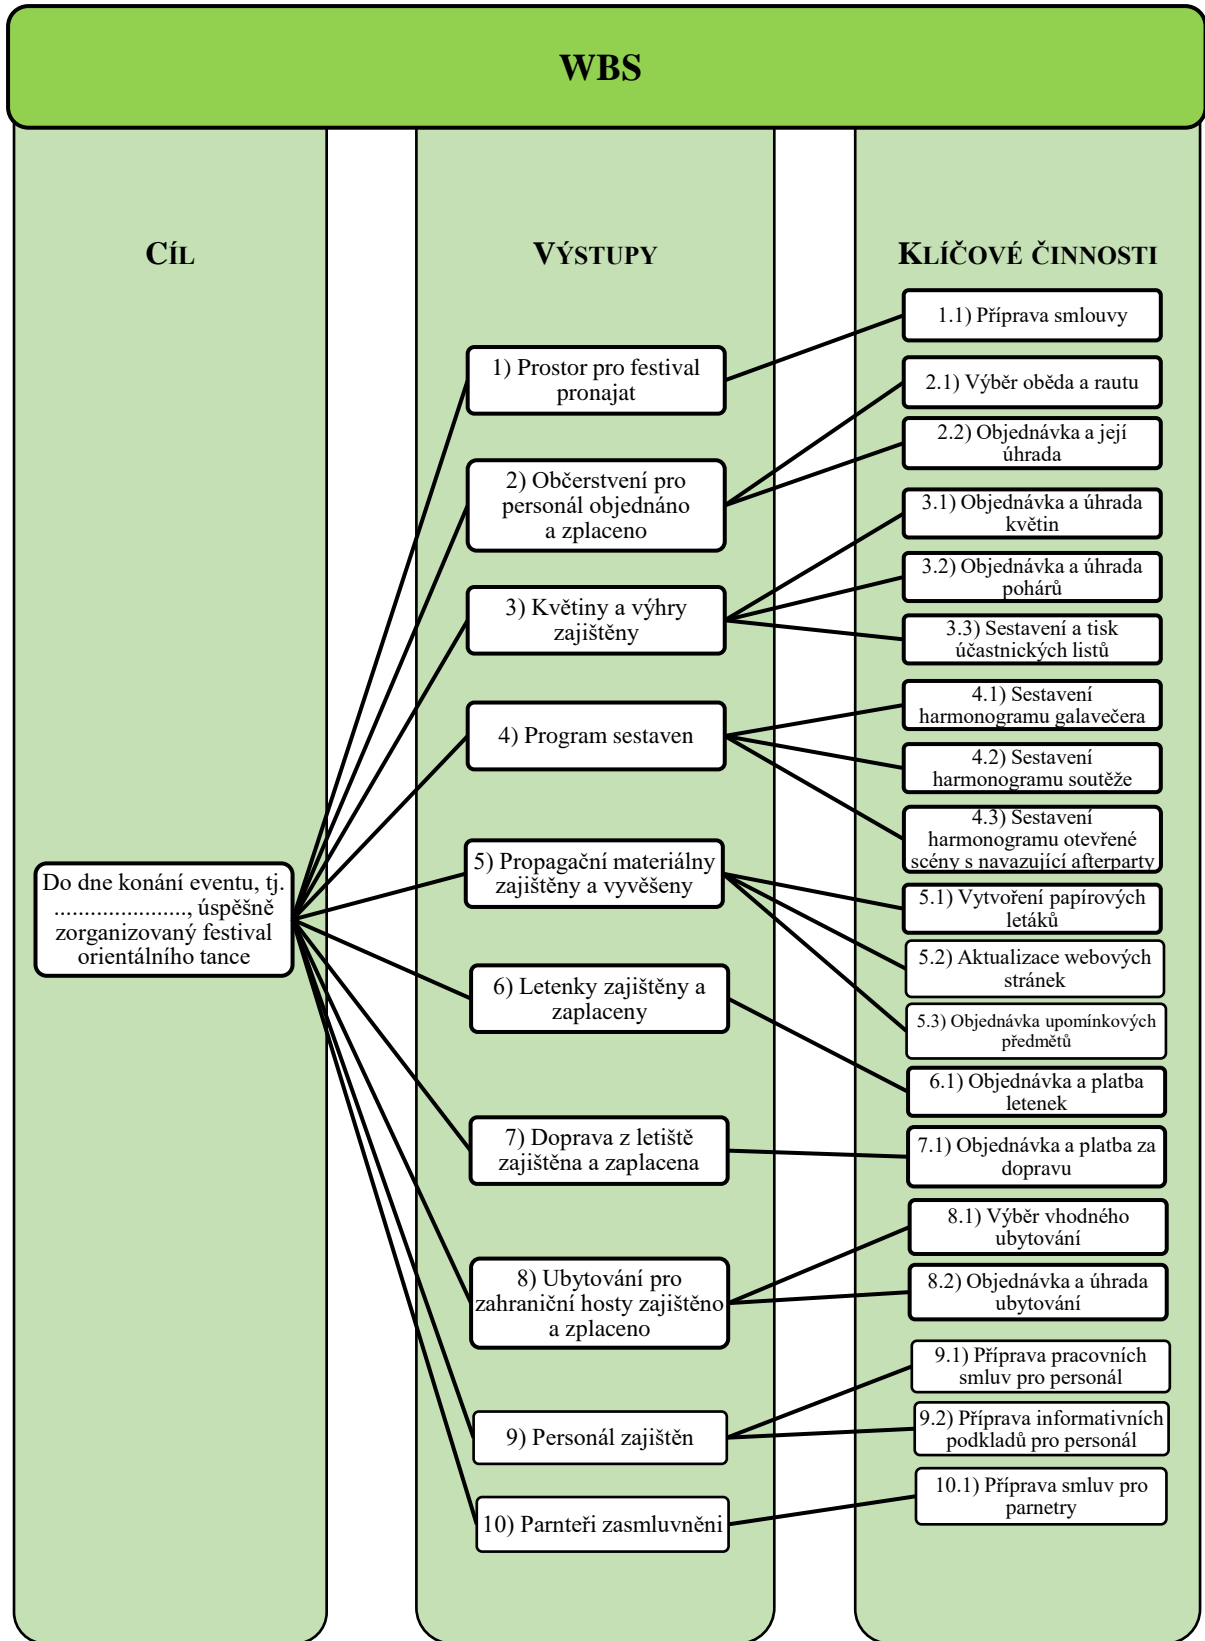 WBS
CÍL
Do dne konání eventu, tj.
......................, úspěšně
zorganizovaný festival
orientálního tance
VÝSTUPY
1) Prostor pro festival
pronajat
2) Občerstvení pro
personál objednáno
a zplaceno
3) Květiny a výhry
zajištěny
4) Program sestaven
5) Propagační materiálny
zajištěny a vyvěšeny
6) Letenky zajištěny a
zaplaceny
7) Doprava z letiště
zajištěna a zaplacena
8) Ubytování pro
zahraniční hosty zajištěno
a zplaceno
9) Personál zajištěn
10) Parnteři zasmluvněni
KLÍČOVÉ ČINNOSTI
1.1) Příprava smlouvy
2.1) Výběr oběda a rautu
2.2) Objednávka a její
úhrada
3.1) Objednávka a úhrada
květin
3.2) Objednávka a úhrada
pohárů
3.3) Sestavení a tisk
účastnických listů
4.1) Sestavení
harmonogramu galavečera
4.2) Sestavení
harmonogramu soutěže
4.3) Sestavení
harmonogramu otevřené
scény s navazující afterparty
5.1) Vytvoření papírových
letáků
5.2) Aktualizace webových
stránek
5.3) Objednávka upomínkových
předmětů
6.1) Objednávka a platba
letenek
7.1) Objednávka a platba za
dopravu
8.1) Výběr vhodného
ubytování
8.2) Objednávka a úhrada
ubytování
9.1) Příprava pracovních
smluv pro personál
9.2) Příprava informativních
podkladů pro personál
10.1) Příprava smluv pro
parnetry